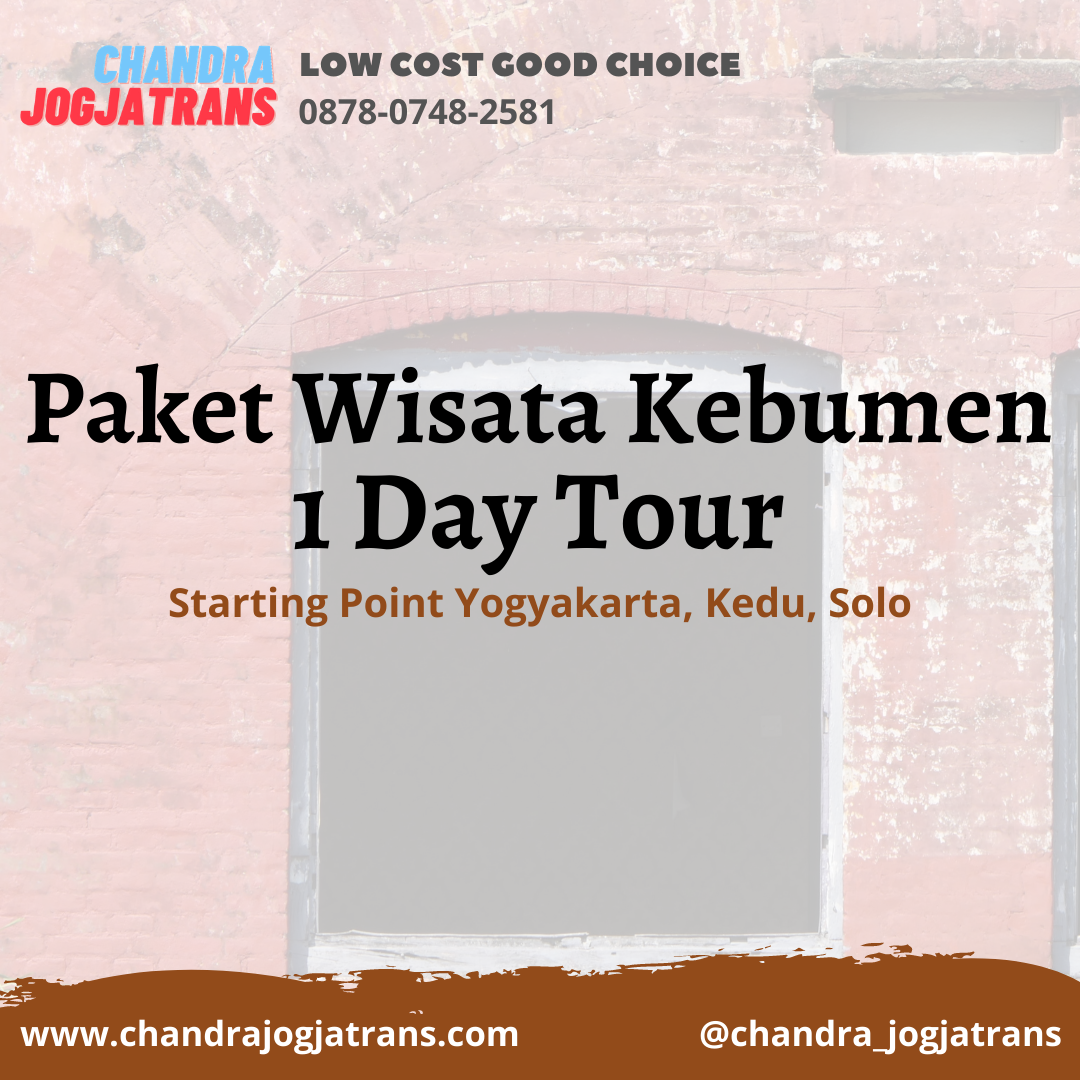 CHANDRA
JOGJATRANS
LOW COST GOOD CHOICE
0878-0748-2581
Paket Wisata Kebumen
1 Day Tour
Starting Point Yogyakarta, Kedu, Solo
www.chandrajogjatrans.com
@chandra_jogjatrans